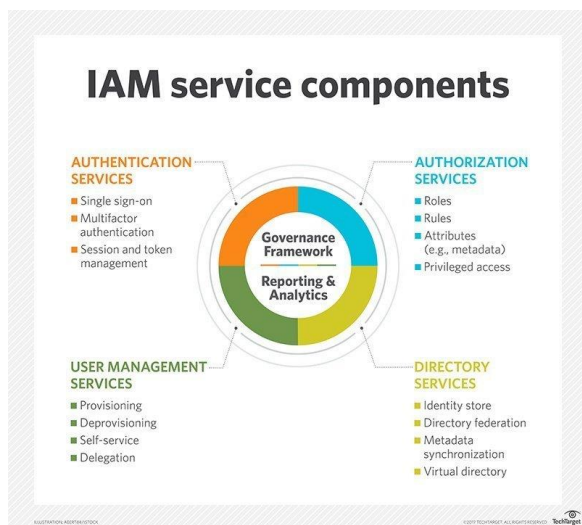 IAM service components
AUTHENTICATION
SERVICES
Single sign-on
Multifactor
authentication
Session and token
management
AUTHORIZATION
SERVICES
Roles
Rules
Attributes
(e.g., metadata)
Privileged access
Governance
Framework
Reporting &
Analytics
USER MANAGEMENT
SERVICES
Provisioning
Deprovisioning
Self-service
Delegation
DIRECTORY
SERVICES
Identity store
Directory federation
Metadata
synchronization
Virtual directory
TechTarget